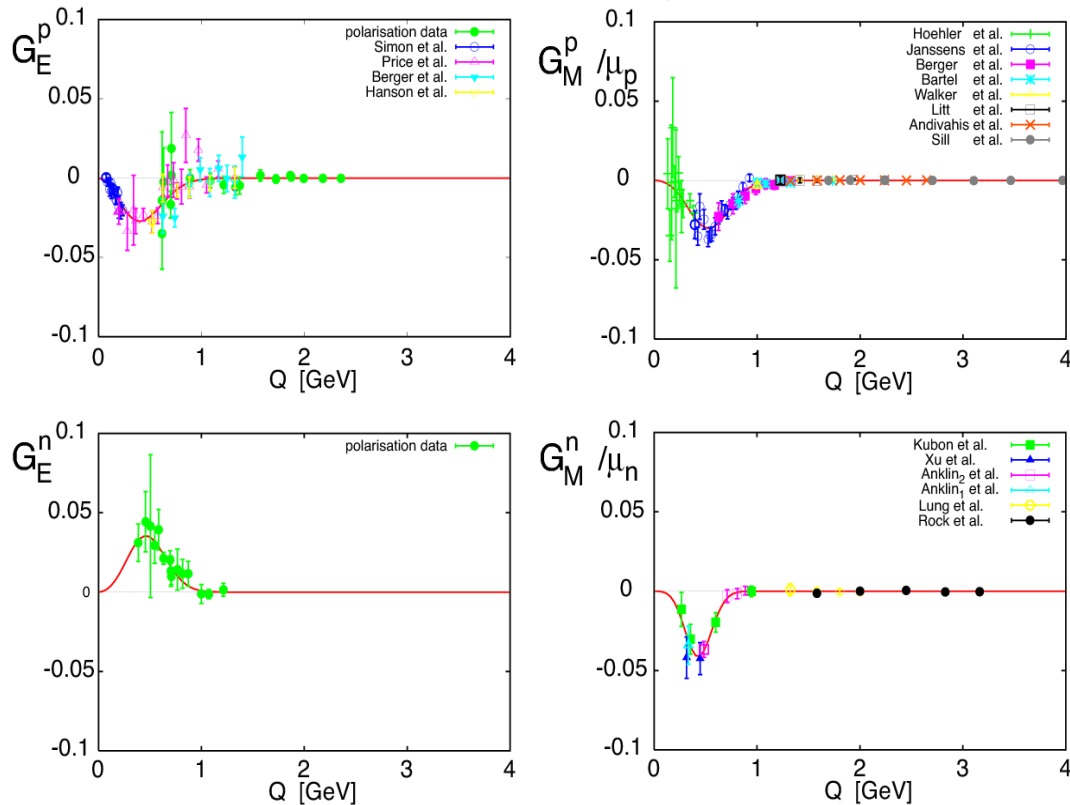 G_E^p
polarisation data
Simon et al.
Price et al.
Berger et al.
Hanson et al.
0.1
0.05
0
-0.05
-0.1
0 1 2 3 4
Q [GeV]
G_M^p /μ_p
Hoehler et al.
Janssens et al.
Berger et al.
Bartel et al.
Walker et al.
Litt et al.
Andivahis et al.
Sill et al.
0.1
0.05
0
-0.05
-0.1
0 1 2 3 4
Q [GeV]
G_E^n
polarisation data
0.1
0.05
0
-0.05
-0.1
0 1 2 3 4
Q [GeV]
G_M^n /μ_n
Kubon et al.
Xu et al.
Anklin_2 et al.
Anklin_1 et al.
Lung et al.
Rock et al.
0.1
0.05
0
-0.05
-0.1
0 1 2 3 4
Q [GeV]